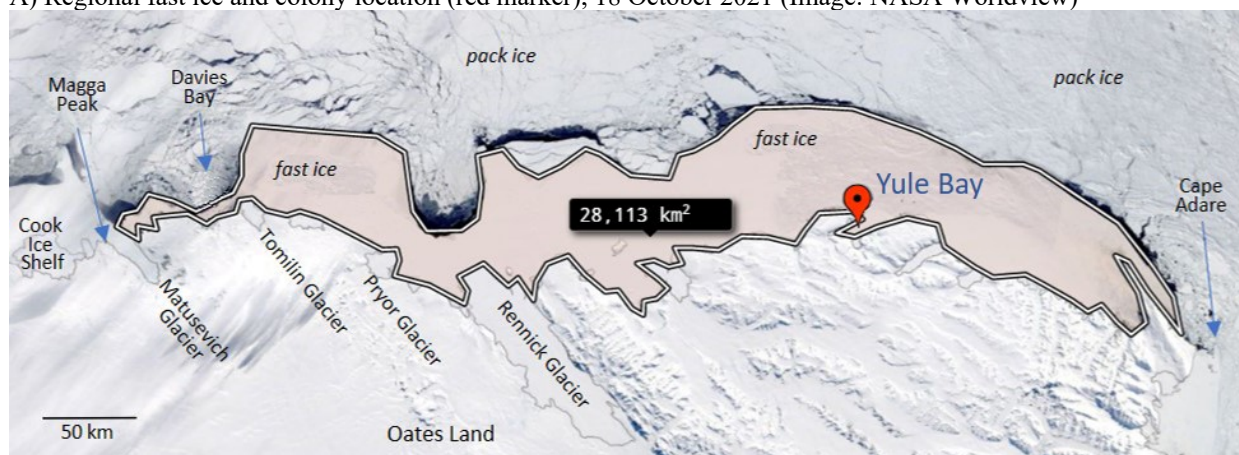 A) Regional fast ice and colony location (red marker), 18 October 2021 (Image: NASA Worldview)
pack ice
pack ice
Magga
Peak
Davies
Bay
fast ice
fast ice
Yule Bay
Cape
Adare
28,113 km²
Cook
Ice
Shelf
Matusevich
Glacier
Tomilin Glacier
Pryor Glacier
Rennick Glacier
50 km
Oates Land